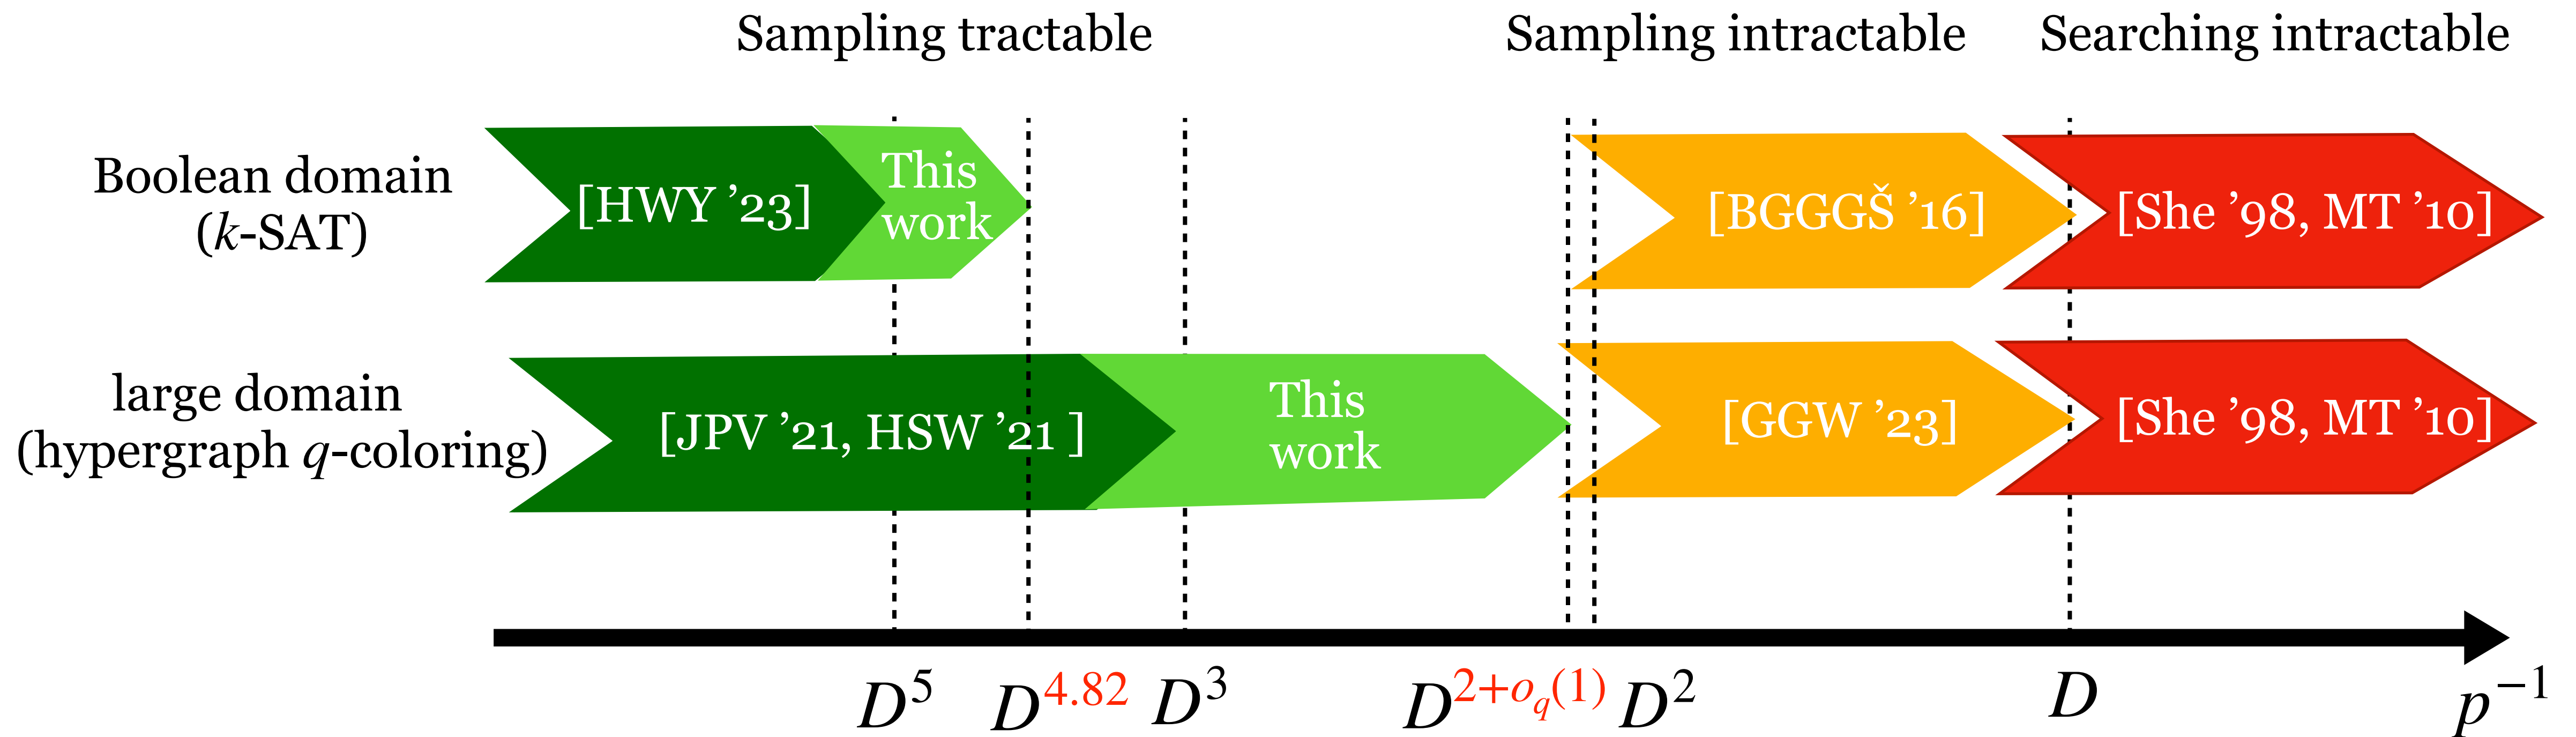 Sampling tractable
Sampling intractable
Searching intractable
Boolean domain
(k-SAT)
[HWY ’23]
This
work
[BGGGŠ ’16]
[She ’98, MT ’10]
large domain
(hypergraph q-coloring)
[JPV ’21, HSW ’21 ]
This
work
[GGW ’23]
[She ’98, MT ’10]
D^5
D^4.82
D^3
D^{2+o_q(1)}
D^2
D
p^{−1}